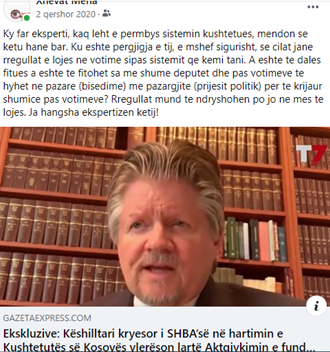 Xhevat Mena
2 qershor 2020
Ky far eksperti, kaq leht e permbys sistemin kushtetues, mendon se
ketu hane bar. Ku eshte pergjigja e tij, e mshef sigurisht, se cilat jane
rregullat e lojes ne votime sipas sistemit qe kemi tani. A eshte te dales
fitues a eshte te fitohet sa me shume deputet dhe pas votimeve te
hyhet ne pazare (bisedime) me pazargjite (prijesit politik) per te krijaur
shumice pas votimeve? Rregullat mund te ndryshohen po jo ne mes te
lojes. Ja hangsha ekspertizen ketij!
T7
GAZETAEXPRESS.COM
Ekskluzive: Këshilltari kryesor i SHBA'së në hartimin e
Kushtetutës së Kosovës vlerëson lartë Aktgjykimin e fund...